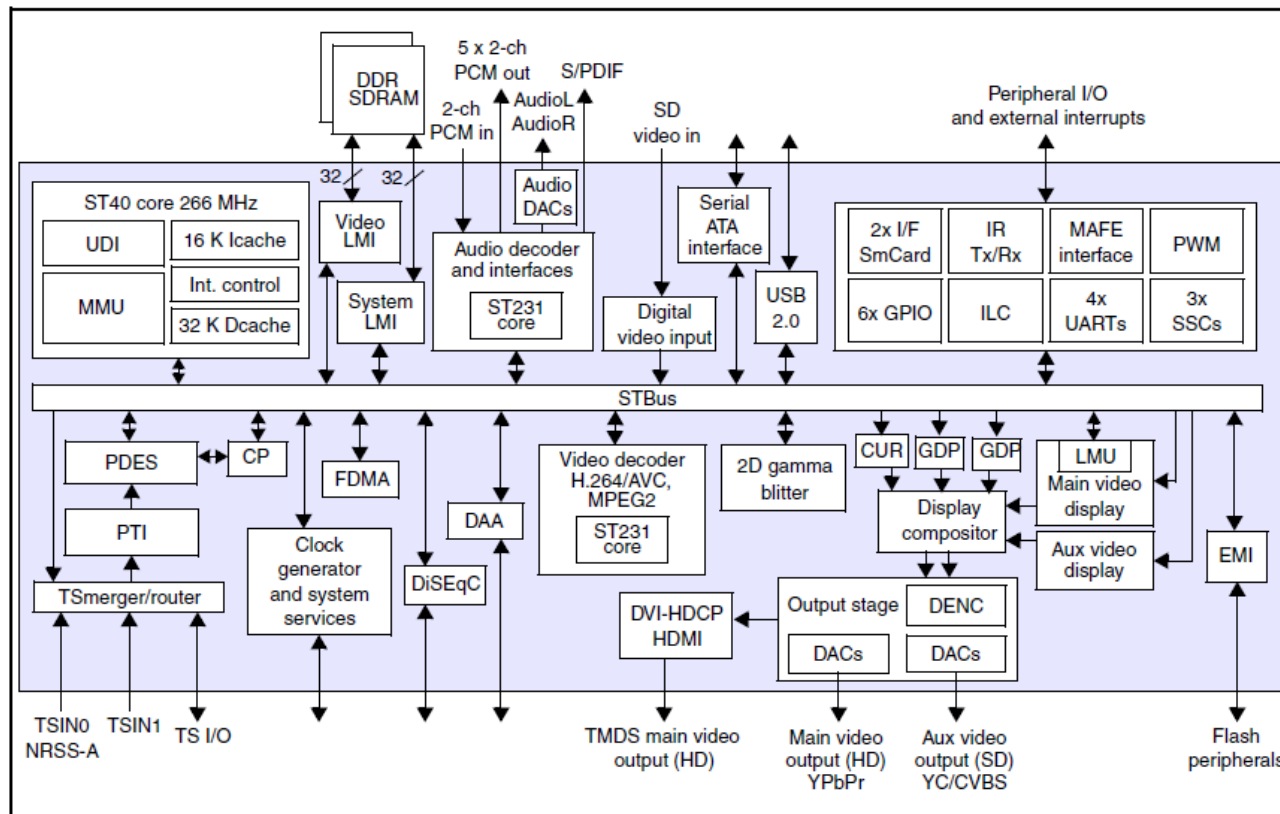 DDR
SDRAM
5 x 2-ch
PCM out
S/PDIF
2-ch
PCM in
AudioL
AudioR
SD
video in
Peripheral I/O
and external interrupts
32
32
ST40 core 266 MHz
UDI
16 K Icache
MMU
Int. control
32 K Dcache
Video
LMI
System
LMI
Audio
DACs
Audio decoder
and interfaces
ST231
core
Digital
video input
Serial
ATA
interface
USB
2.0
2x I/F
SmCard
IR
Tx/Rx
MAFE
interface
PWM
6x GPIO
ILC
4x
UARTs
3x
SSCs
STBus
PDES
CP
PTI
TSmerger/router
Clock
generator
and system
services
FDMA
DiSEqC
DAA
Video decoder
H.264/AVC,
MPEG2
ST231
core
2D gamma
blitter
CUR
GDP
GDP
LMU
Main video
display
Display
compositor
Aux video
display
EMI
DVI-HDCP
HDMI
Output stage
DENC
DACs
DACs
TSIN0
NRSS-A
TSIN1
TS I/O
TMDS main video
output (HD)
Main video
output (HD)
YPbPr
Aux video
output (SD)
YC/CVBS
Flash
peripherals